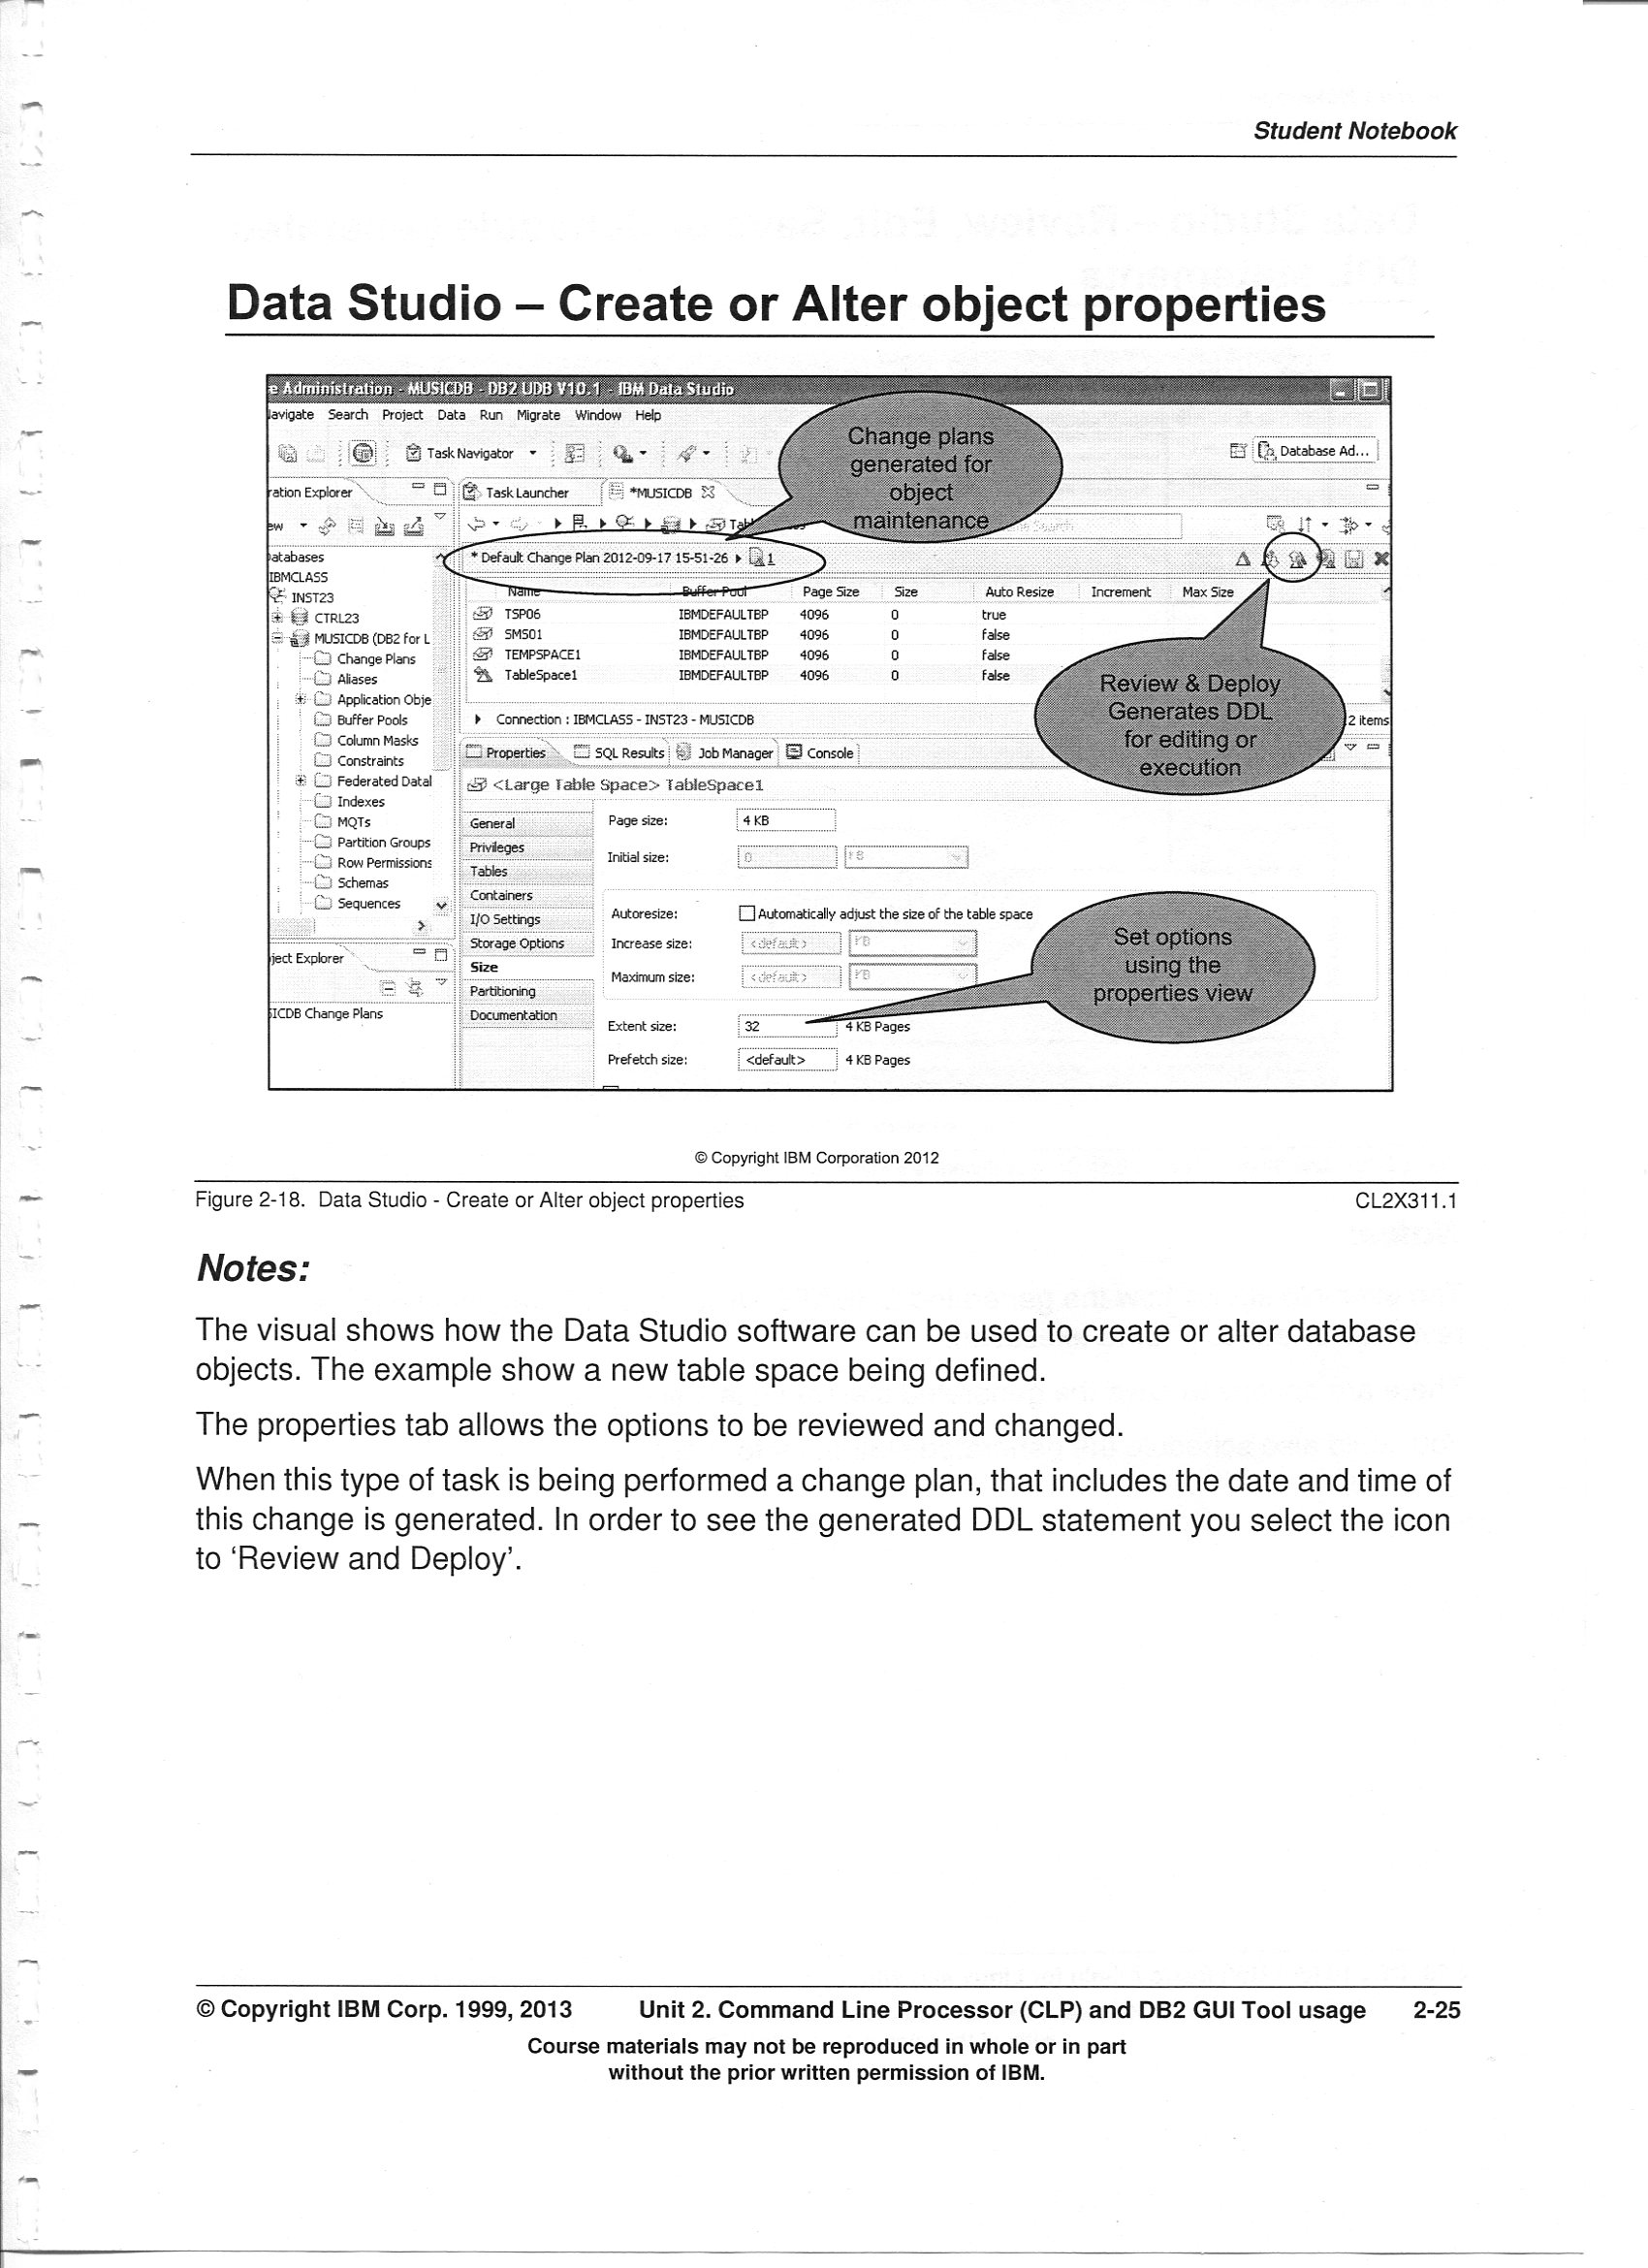 Student Notebook
Data Studio – Create or Alter object properties
e Administration - MUSICDB - DB2 UDB V10.1 - IBM Data Studio
Navigate Search Project Data Run Migrate Window Help
Change plans
generated for
object
maintenance
Task Navigator
Database Ad...
ration Explorer
Task Launcher
*MUSICDB
ew
Search
* Default Change Plan 2012-09-17 15-51-26
1
atabases
IBMCLASS
INST23
CTRL23
MUSICDB (DB2 for L
Change Plans
Aliases
Application Obje
Buffer Pools
Column Masks
Constraints
Federated Datal
Indexes
MQTs
Partition Groups
Row Permissions
Schemas
Sequences
Name Buffer Pool Page Size Size Auto Resize Increment Max Size
TSP06 IBMDEFAULTBP 4096 0 true
SMS01 IBMDEFAULTBP 4096 0 false
TEMPSPACE1 IBMDEFAULTBP 4096 0 false
TableSpace1 IBMDEFAULTBP 4096 0 false
Review & Deploy
Generates DDL
for editing or
execution
Connection : IBMCLASS - INST23 - MUSICDB
2 items
Properties SQL Results Job Manager Console
<Large Table Space> TableSpace1
General
Privileges
Tables
Containers
I/O Settings
Storage Options
Size
Partitioning
Documentation
Page size: 4 KB
Initial size: 0 KB
Autoresize: Automatically adjust the size of the table space
Increase size: <default> KB
Maximum size: <default> KB
Extent size: 32 4 KB Pages
Prefetch size: <default> 4 KB Pages
Set options
using the
properties view
ject Explorer
SICDB Change Plans
© Copyright IBM Corporation 2012
Figure 2-18. Data Studio - Create or Alter object properties CL2X311.1
Notes:
The visual shows how the Data Studio software can be used to create or alter database
objects. The example show a new table space being defined.
The properties tab allows the options to be reviewed and changed.
When this type of task is being performed a change plan, that includes the date and time of
this change is generated. In order to see the generated DDL statement you select the icon
to ‘Review and Deploy’.
© Copyright IBM Corp. 1999, 2013 Unit 2. Command Line Processor (CLP) and DB2 GUI Tool usage 2-25
Course materials may not be reproduced in whole or in part
without the prior written permission of IBM.